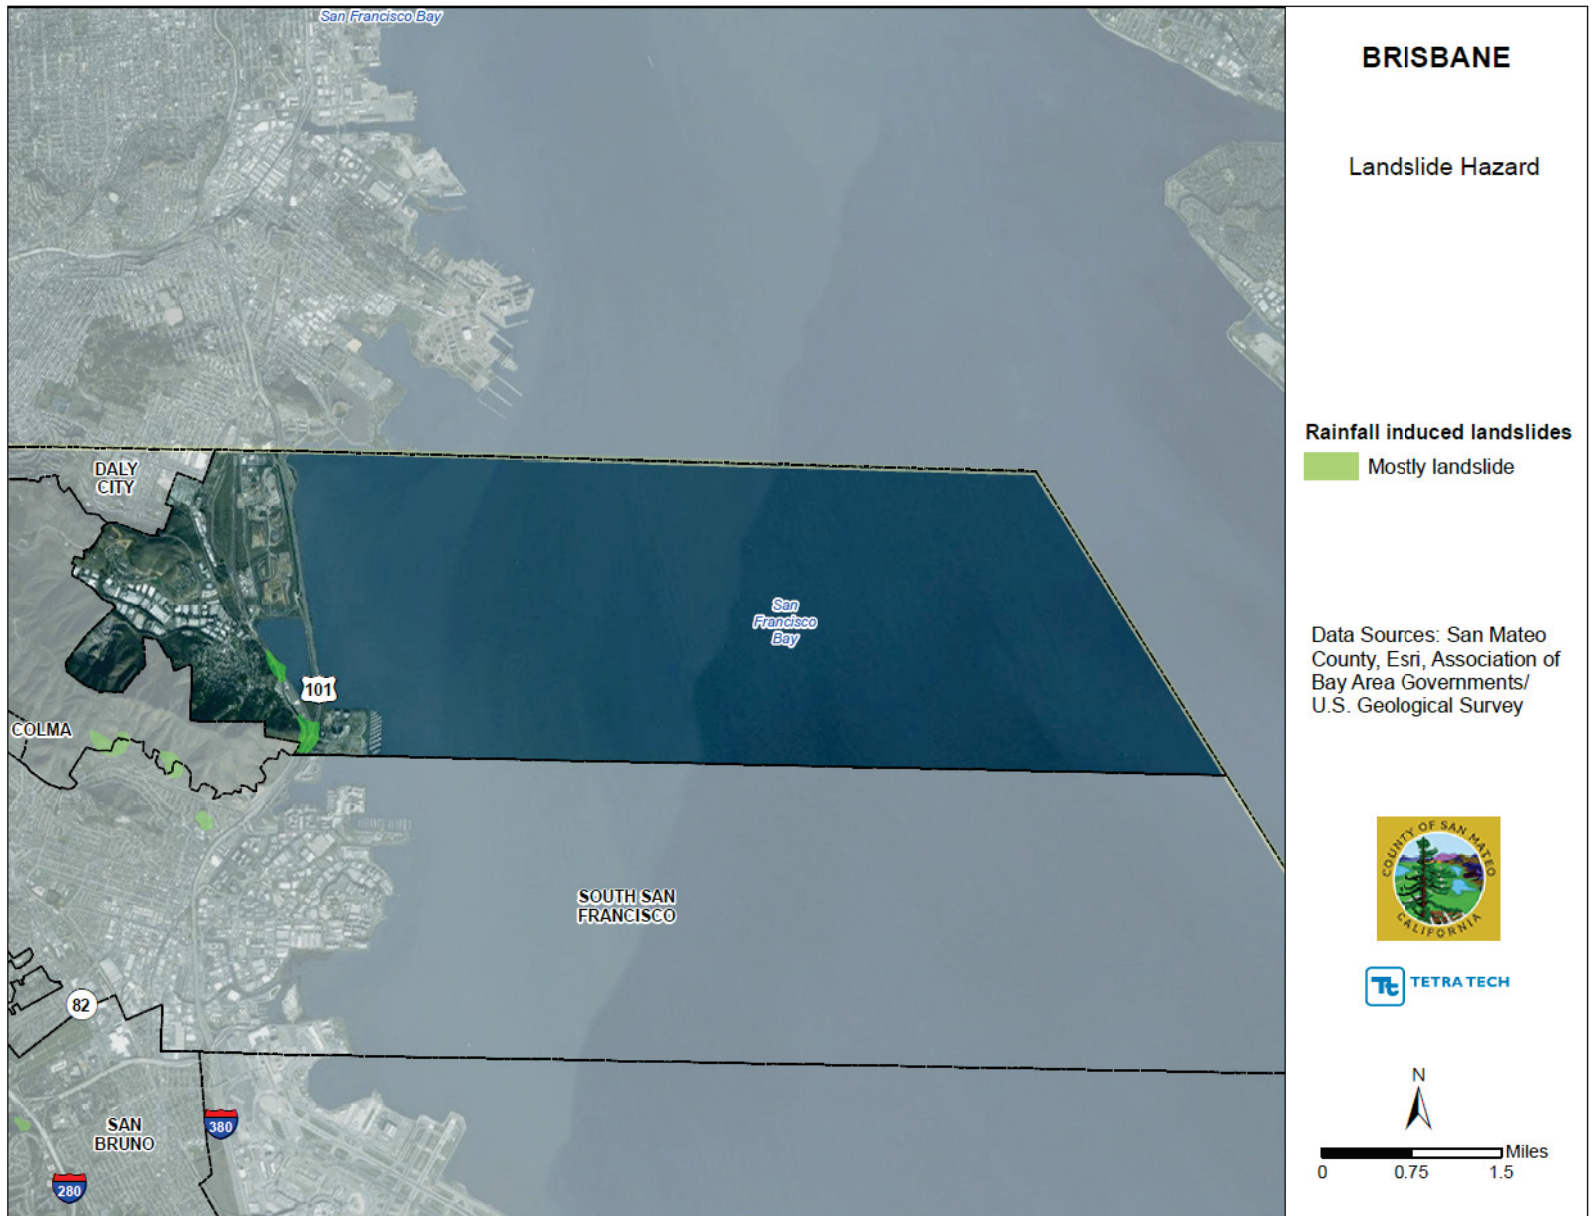 San Francisco Bay
BRISBANE
Landslide Hazard
Rainfall induced landslides
Mostly landslide
DALY
CITY
San
Francisco
Bay
101
COLMA
Data Sources: San Mateo
County, Esri, Association of
Bay Area Governments/
U.S. Geological Survey
COUNTY OF SAN MATEO
CALIFORNIA
SOUTH SAN
FRANCISCO
Tt TETRA TECH
82
N
SAN
BRUNO
380
280
Miles
0 0.75 1.5